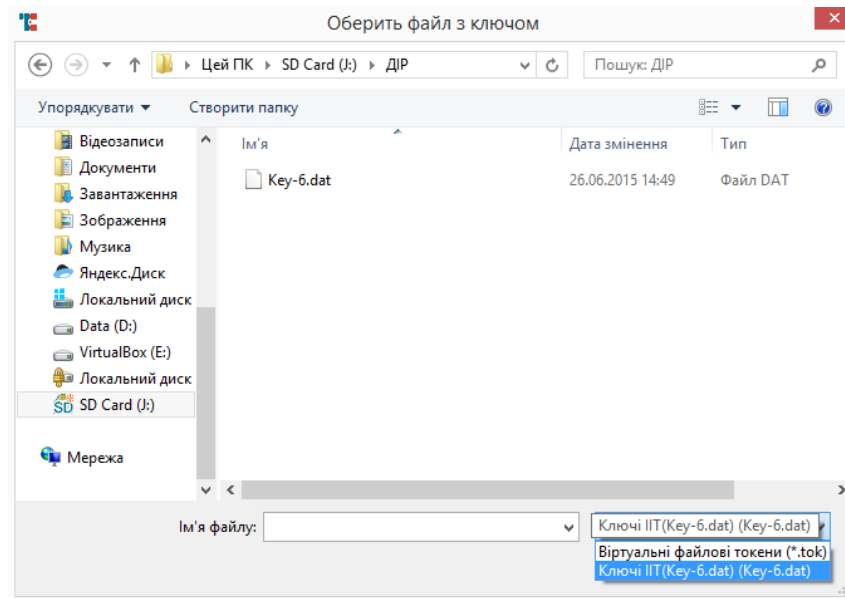 Оберить файл з ключом
Цей ПК SD Card (J:) ДІР
Пошук: ДІР
Упорядкувати Створити папку
Відеозаписи
Документи
Завантаження
Зображення
Музика
Яндекс.Диск
Локальний диск
Data (D:)
VirtualBox (E:)
Локальний диск
SD Card (J:)
Мережа
Ім'я Дата змінення Тип
Key-6.dat 26.06.2015 14:49 Файл DAT
Ім'я файлу:
Ключі ІІТ(Key-6.dat) (Key-6.dat)
Віртуальні файлові токени (*.tok)
Ключі ІІТ(Key-6.dat) (Key-6.dat)